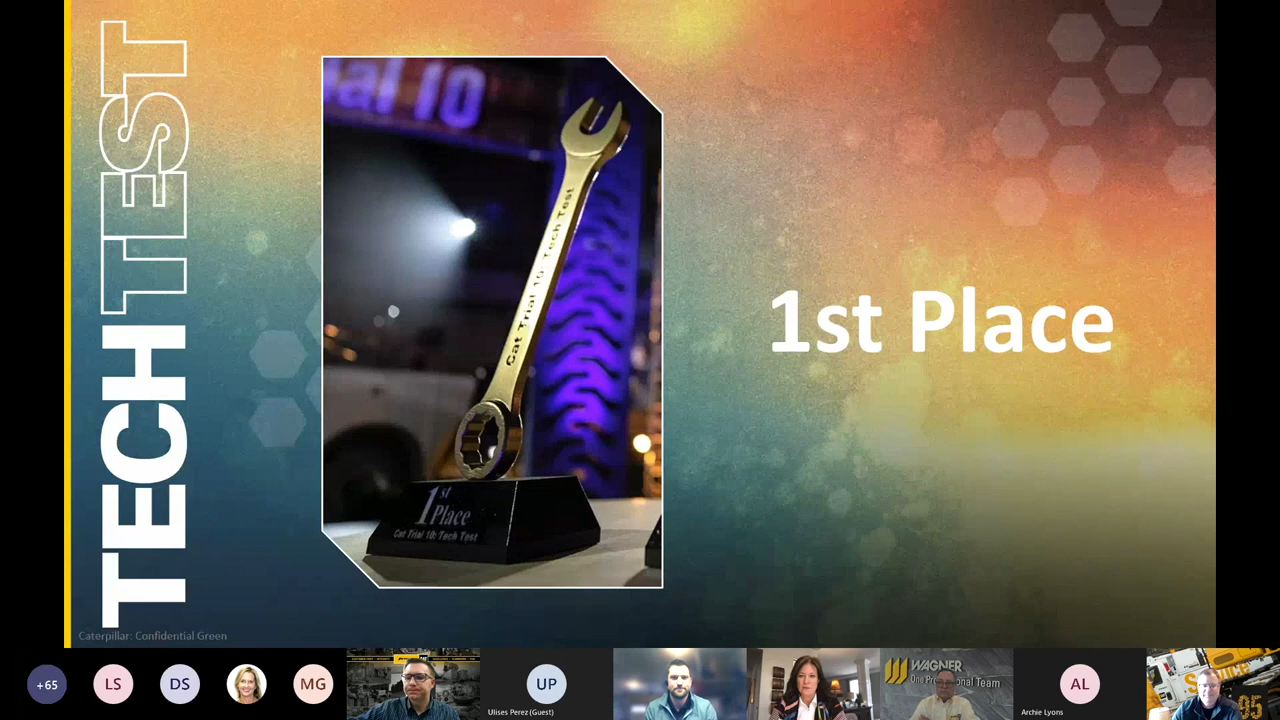 TECH TEST
ial 10
Cat Trial 10: Tech Test
1st
Place
Cat Trial 10: Tech Test
1st Place
Caterpillar: Confidential Green
+65
LS
DS
MG
UP
Ulises Perez (Guest)
WAGNER
One Professional Team
AL
Archie Lyons
95